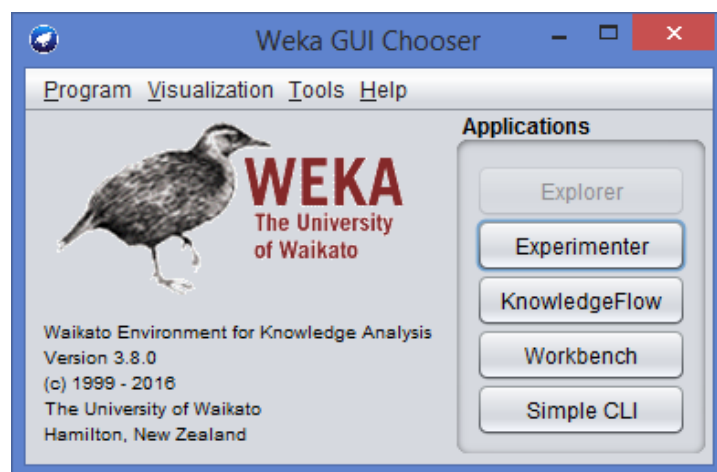 Weka GUI Chooser
Program Visualization Tools Help
WEKA
The University
of Waikato
Waikato Environment for Knowledge Analysis
Version 3.8.0
(c) 1999 - 2016
The University of Waikato
Hamilton, New Zealand
Applications
Explorer
Experimenter
KnowledgeFlow
Workbench
Simple CLI